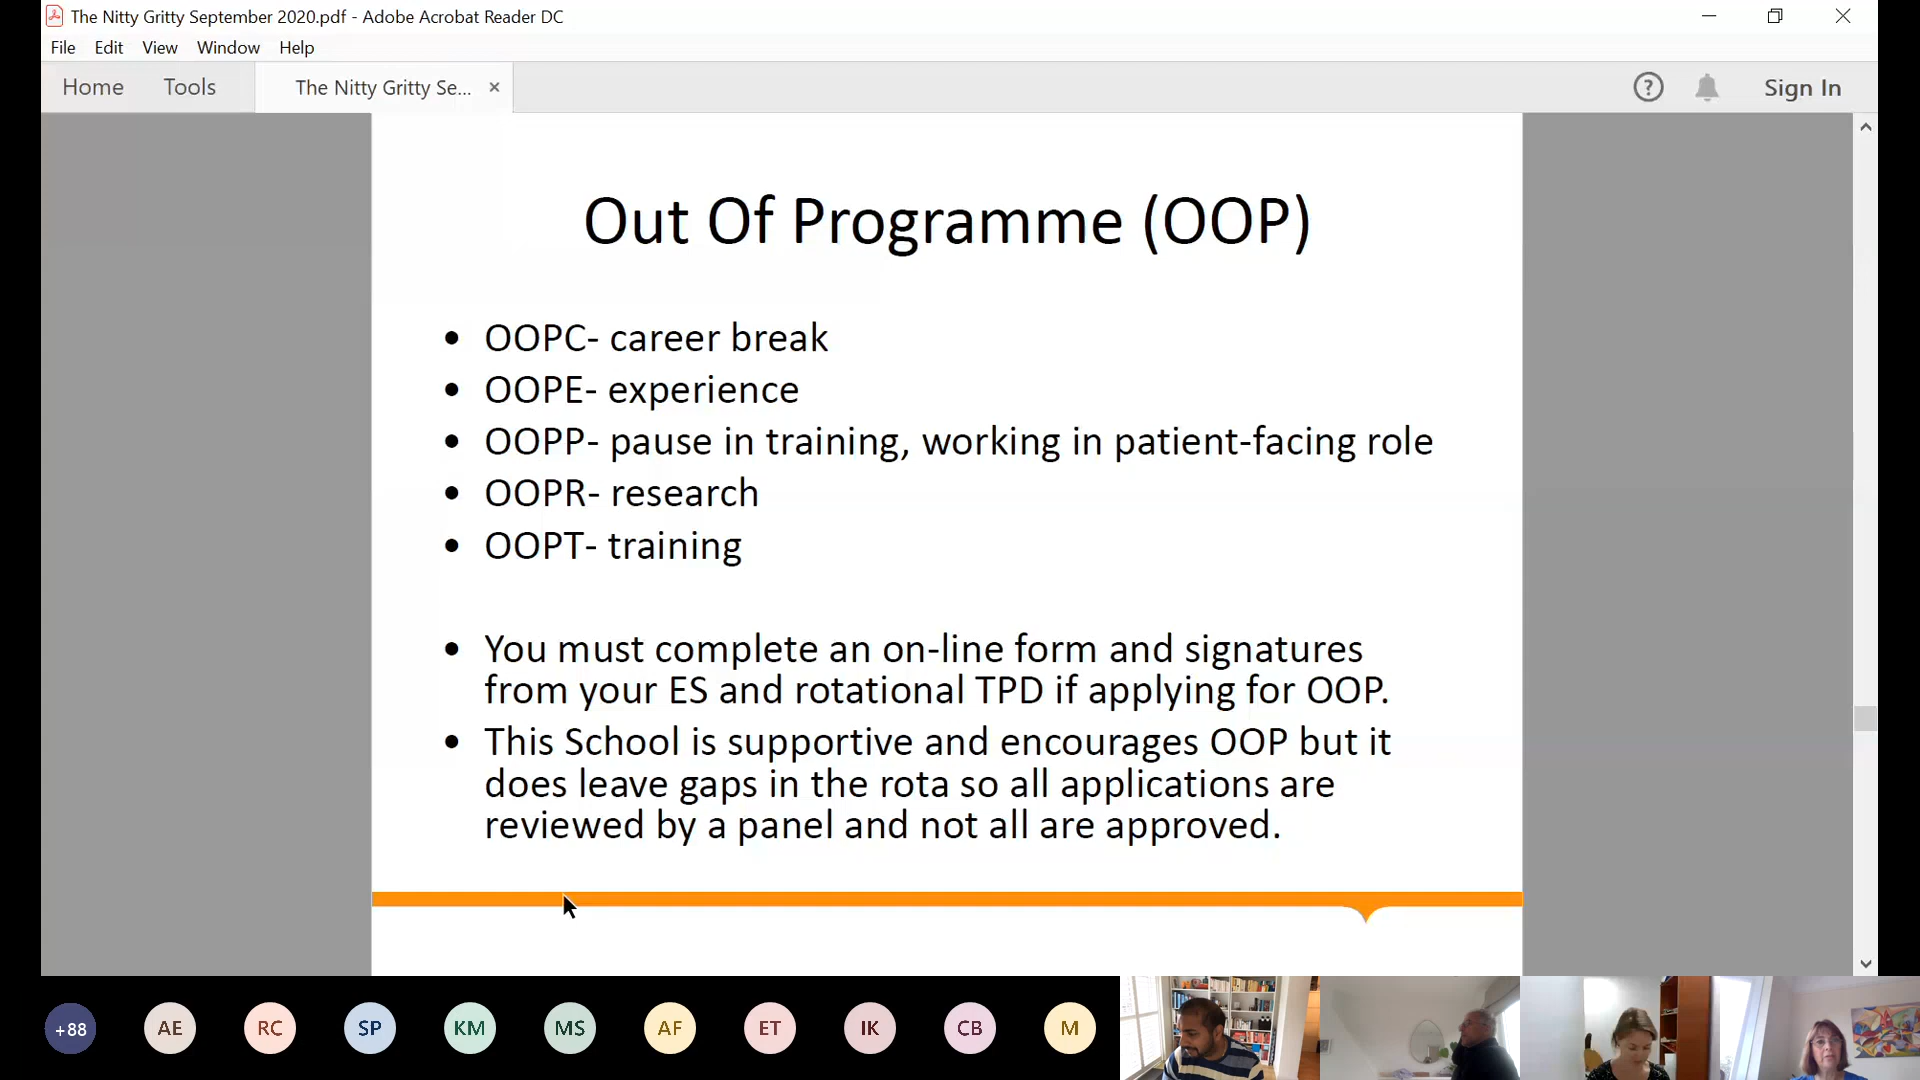 The Nitty Gritty September 2020.pdf - Adobe Acrobat Reader DC
File Edit View Window Help
Home Tools The Nitty Gritty Se... × ? Sign In
Out Of Programme (OOP)
• OOPC- career break
• OOPE- experience
• OOPP- pause in training, working in patient-facing role
• OOPR- research
• OOPT- training
• You must complete an on-line form and signatures
from your ES and rotational TPD if applying for OOP.
• This School is supportive and encourages OOP but it
does leave gaps in the rota so all applications are
reviewed by a panel and not all are approved.
+88 AE RC SP KM MS AF ET IK CB M